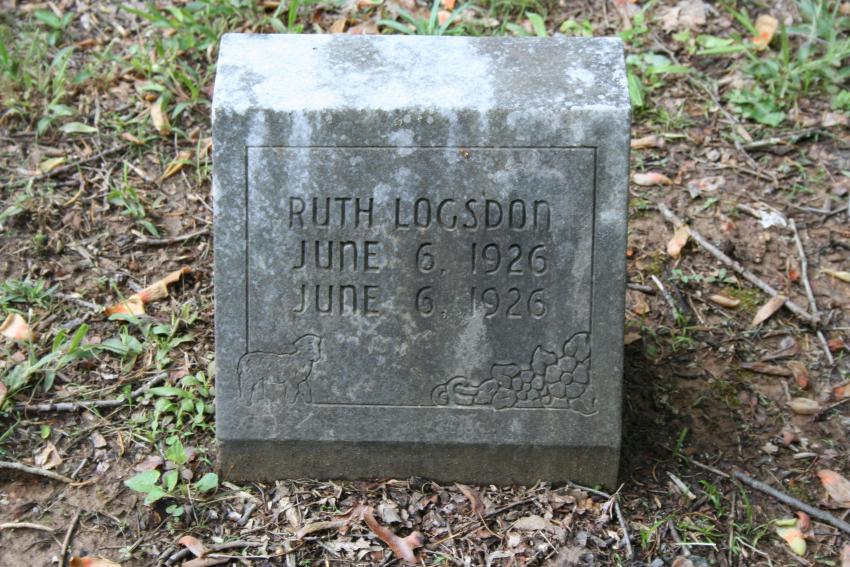 RUTH LOGSDON
JUNE 6, 1926
JUNE 6, 1926